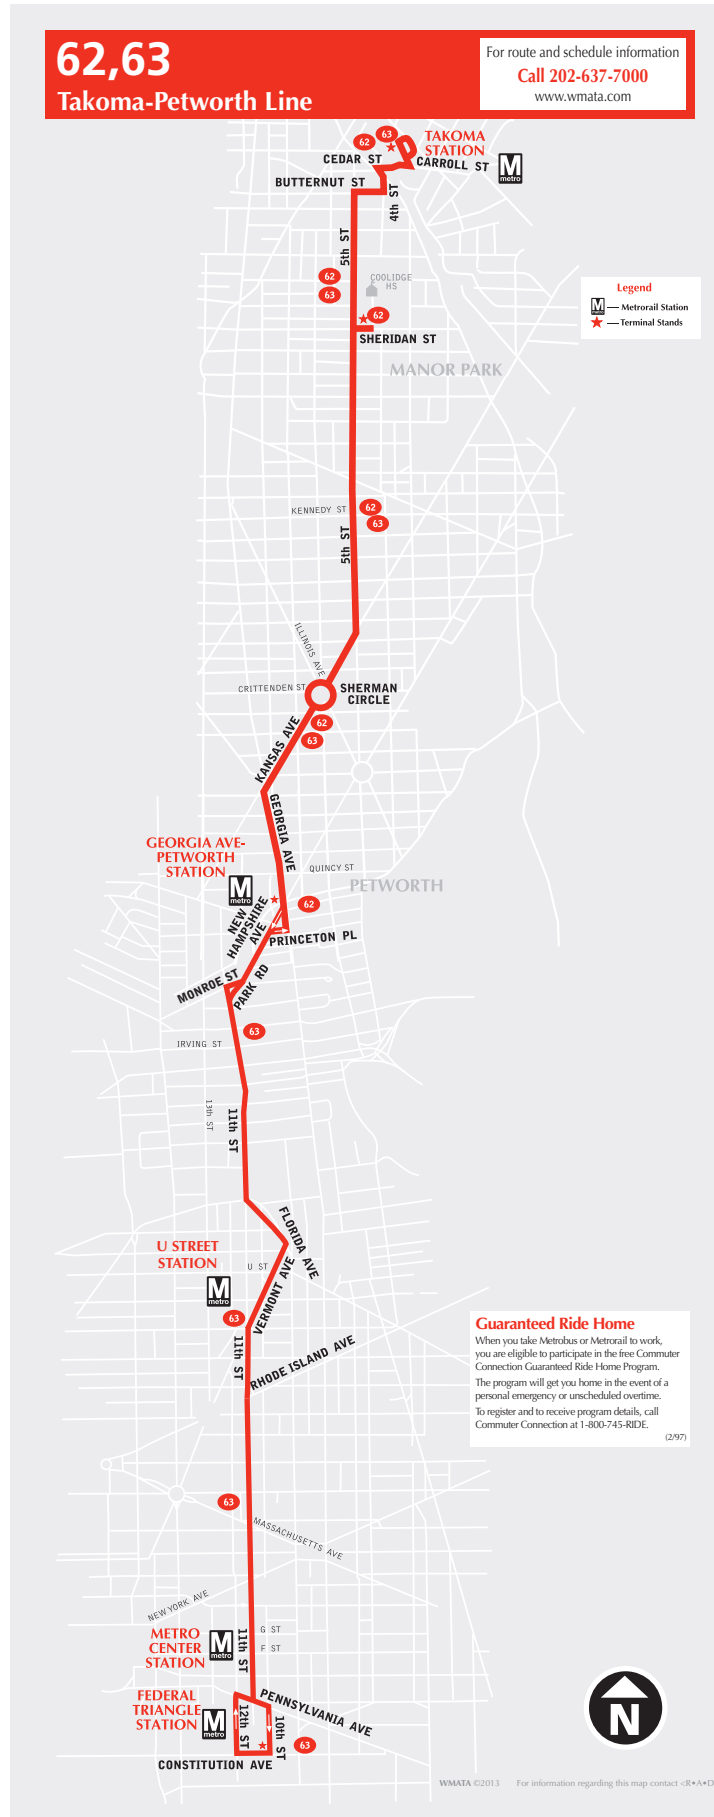 62,63
Takoma-Petworth Line
For route and schedule information
Call 202-637-7000
www.wmata.com
63
62
TAKOMA
STATION
CEDAR ST
CARROLL ST
M
metro
BUTTERNUT ST
4th ST
5th ST
62
63
COOLIDGE
HS
62
SHERIDAN ST
Legend
M
Metrorail Station
Terminal Stands
MANOR PARK
KENNEDY ST
62
63
5th ST
ILLINOIS AVE
CRITTENDEN ST
SHERMAN
CIRCLE
62
63
KANSAS AVE
GEORGIA AVE
GEORGIA AVE-
PETWORTH
STATION
M
metro
QUINCY ST
PETWORTH
62
NEW
HAMPSHIRE
AVE
PRINCETON PL
MONROE ST
PARK RD
63
IRVING ST
13th ST
11th ST
FLORIDA AVE
U STREET
STATION
M
metro
U ST
VERMONT AVE
63
11th ST
RHODE ISLAND AVE
Guaranteed Ride Home
When you take Metrobus or Metrorail to work,
you are eligible to participate in the free Commuter
Connection Guaranteed Ride Home Program.
The program will get you home in the event of a
personal emergency or unscheduled overtime.
To register and to receive program details, call
Commuter Connection at 1-800-745-RIDE.
(2/97)
63
MASSACHUSETTS AVE
NEW YORK AVE
METRO
CENTER
STATION
M
metro
11th ST
G ST
F ST
FEDERAL
TRIANGLE
STATION
M
metro
PENNSYLVANIA AVE
12th ST
10th ST
63
CONSTITUTION AVE
N
WMATA ©2013
For information regarding this map contact <R•A•D